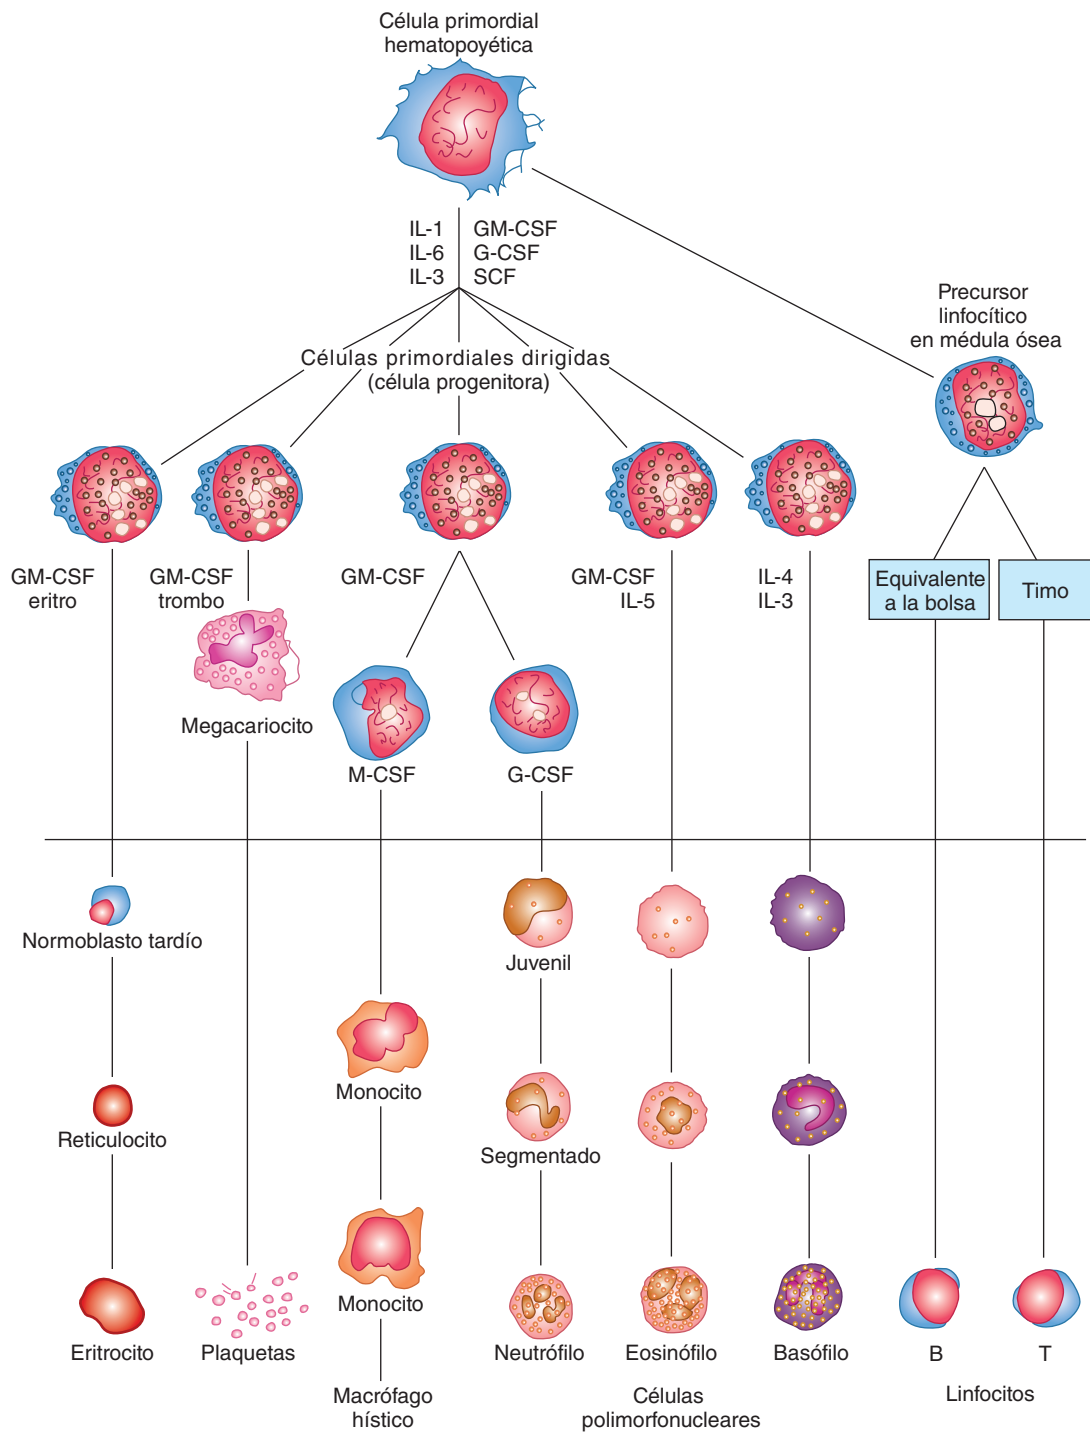 Célula primordial
hematopoyética
IL-1 GM-CSF
IL-6 G-CSF
IL-3 SCF
Precursor
linfocítico
en médula ósea
Células primordiales dirigidas
(célula progenitora)
GM-CSF
eritro
GM-CSF
trombo
GM-CSF
GM-CSF
IL-5
IL-4
IL-3
Equivalente
a la bolsa
Timo
Megacariocito
M-CSF
G-CSF
Normoblasto tardío
Juvenil
Monocito
Reticulocito
Segmentado
Monocito
Eritrocito
Plaquetas
Neutrófilo
Eosinófilo
Basófilo
B
T
Macrófago
hístico
Células
polimorfonucleares
Linfocitos